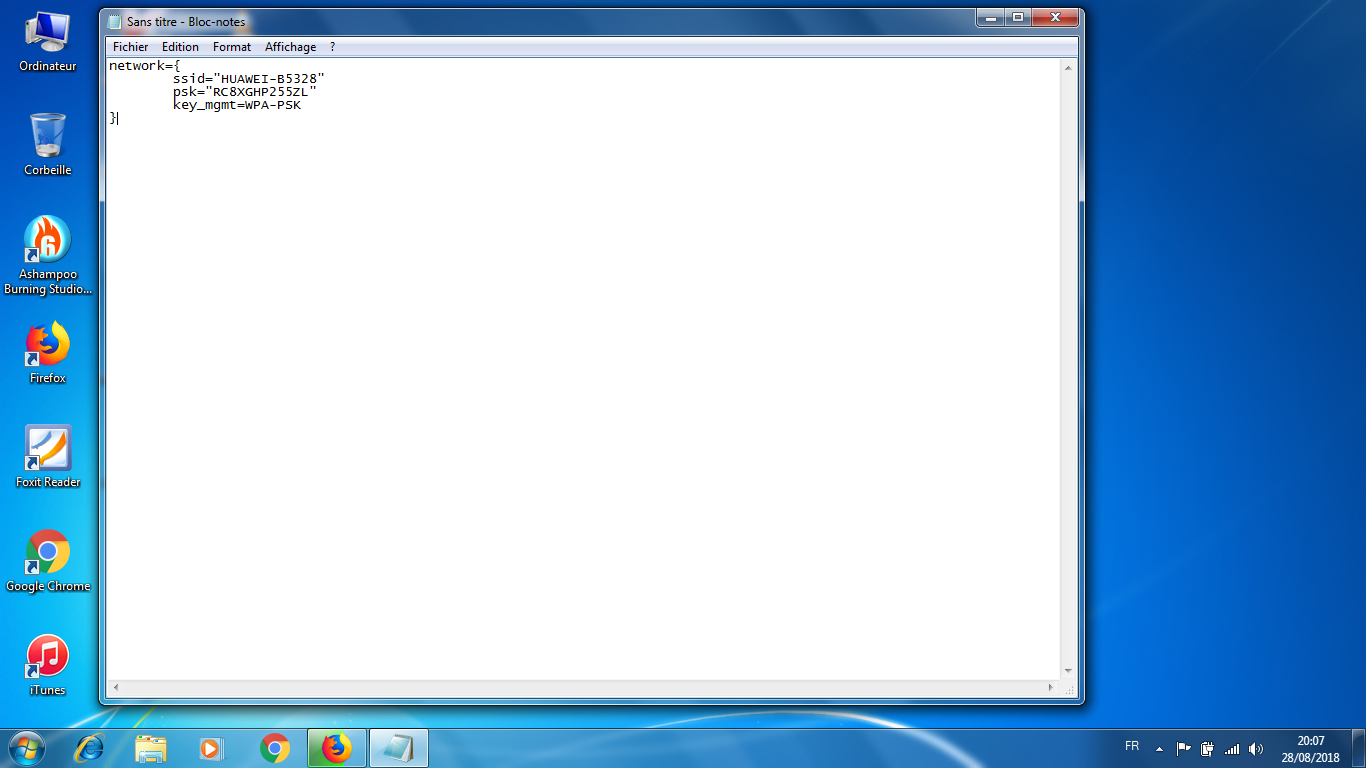 Sans titre - Bloc-notes
Fichier Edition Format Affichage ?
network={
ssid="HUAWEI-B5328"
psk="RC8XGHP255ZL"
key_mgmt=WPA-PSK
}
Ordinateur
Corbeille
6
Ashampoo
Burning Studio...
Firefox
Foxit Reader
Google Chrome
iTunes
FR
20:07
28/08/2018